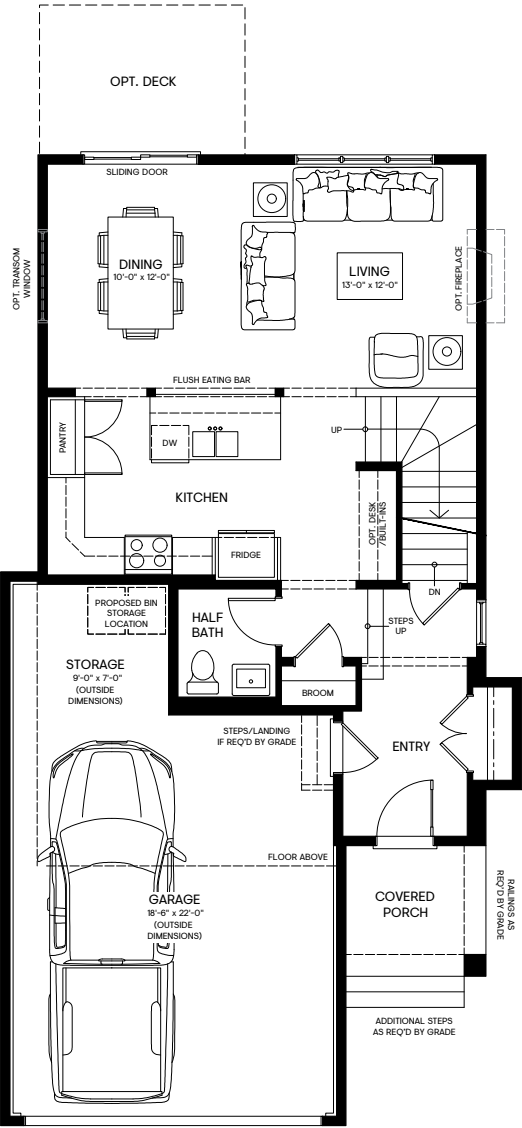 OPT. DECK
SLIDING DOOR
OPT. TRANSOM
WINDOW
DINING
10'-0" x 12'-0"
LIVING
13'-0" x 12'-0"
OPT. FIREPLACE
FLUSH EATING BAR
PANTRY
DW
UP
KITCHEN
OPT. DESK
/BUILT-INS
FRIDGE
DN
PROPOSED BIN
STORAGE
LOCATION
HALF
BATH
STEPS
UP
STORAGE
9'-0" x 7'-0"
(OUTSIDE
DIMENSIONS)
BROOM
STEPS/LANDING
IF REQ'D BY GRADE
ENTRY
FLOOR ABOVE
GARAGE
18'-6" x 22'-0"
(OUTSIDE
DIMENSIONS)
COVERED
PORCH
RAILINGS AS
REQ'D BY GRADE
ADDITIONAL STEPS
AS REQ'D BY GRADE